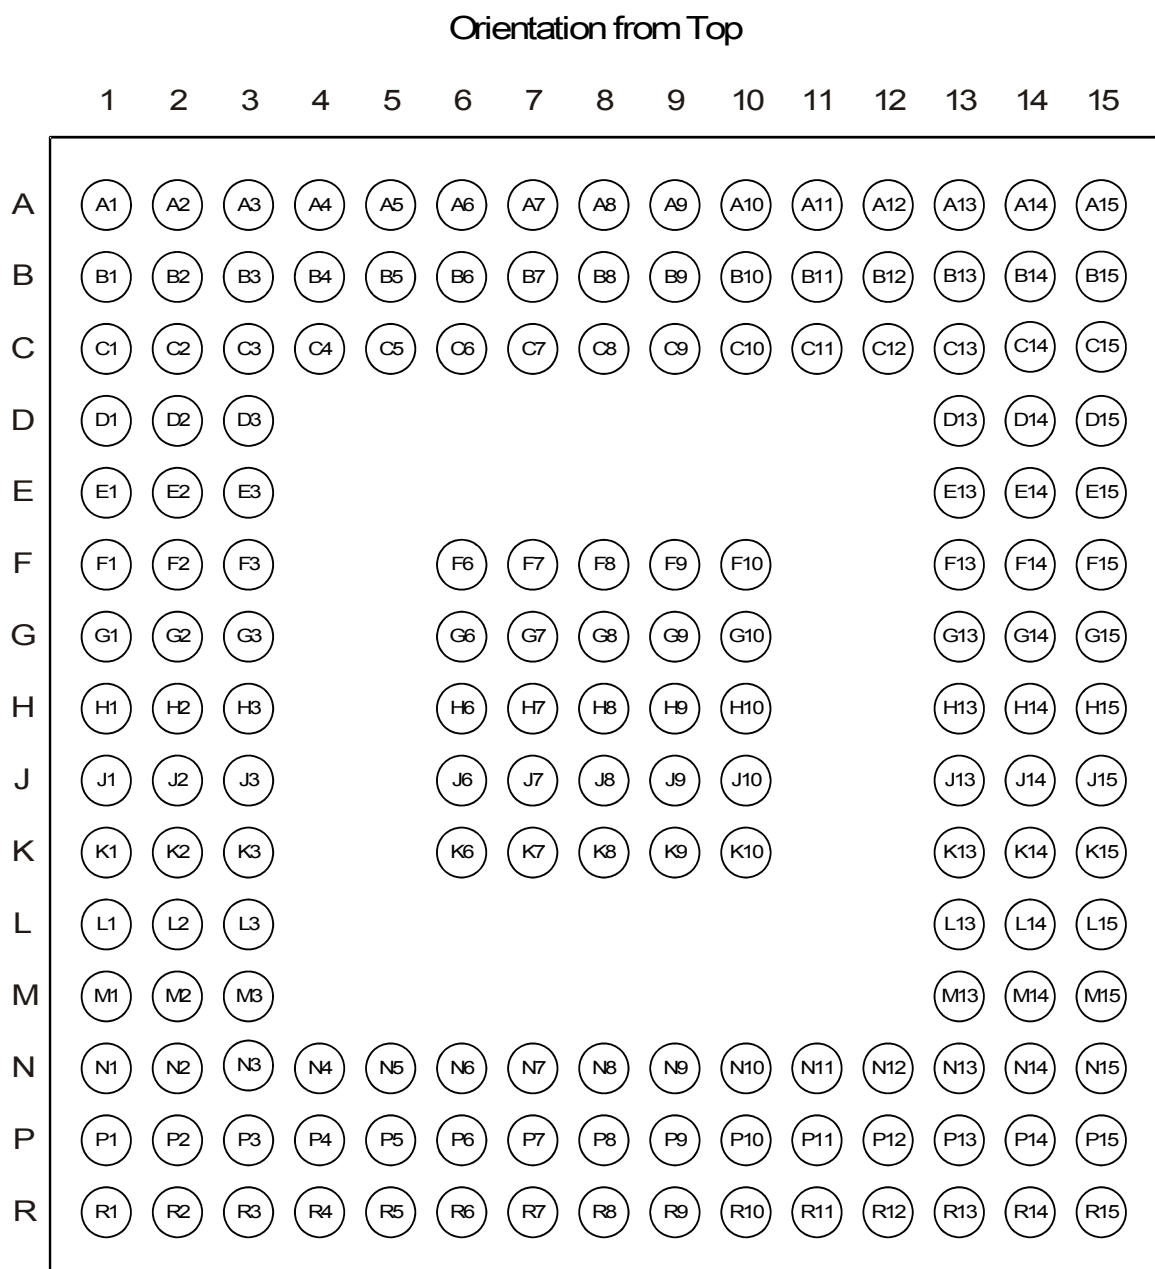 Orientation from Top
1 2 3 4 5 6 7 8 9 10 11 12 13 14 15
A A1 A2 A3 A4 A5 A6 A7 A8 A9 A10 A11 A12 A13 A14 A15
B B1 B2 B3 B4 B5 B6 B7 B8 B9 B10 B11 B12 B13 B14 B15
C C1 C2 C3 C4 C5 C6 C7 C8 C9 C10 C11 C12 C13 C14 C15
D D1 D2 D3 D13 D14 D15
E E1 E2 E3 E13 E14 E15
F F1 F2 F3 F6 F7 F8 F9 F10 F13 F14 F15
G G1 G2 G3 G6 G7 G8 G9 G10 G13 G14 G15
H H1 H2 H3 H6 H7 H8 H9 H10 H13 H14 H15
J J1 J2 J3 J6 J7 J8 J9 J10 J13 J14 J15
K K1 K2 K3 K6 K7 K8 K9 K10 K13 K14 K15
L L1 L2 L3 L13 L14 L15
M M1 M2 M3 M13 M14 M15
N N1 N2 N3 N4 N5 N6 N7 N8 N9 N10 N11 N12 N13 N14 N15
P P1 P2 P3 P4 P5 P6 P7 P8 P9 P10 P11 P12 P13 P14 P15
R R1 R2 R3 R4 R5 R6 R7 R8 R9 R10 R11 R12 R13 R14 R15